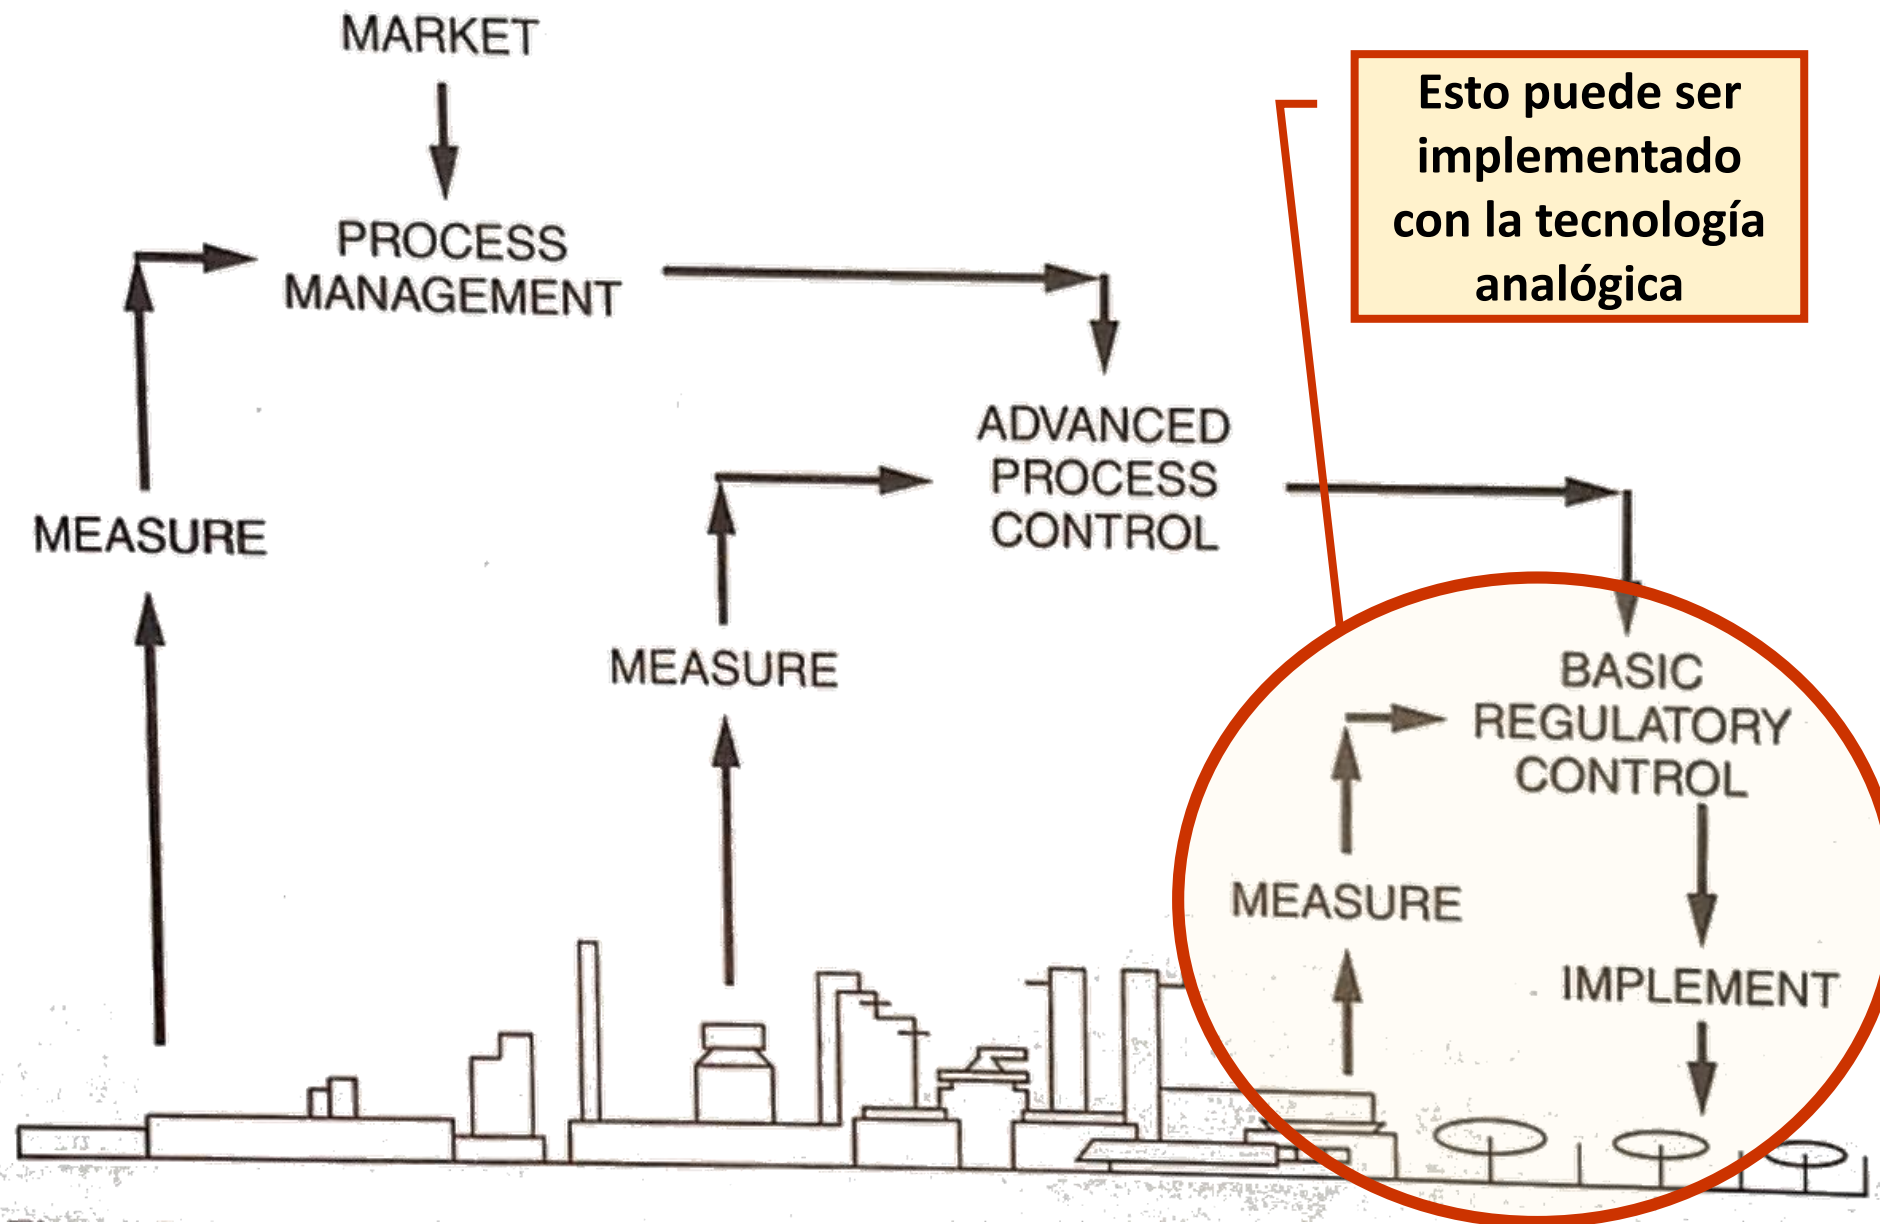 MARKET
Esto puede ser
implementado
con la tecnología
analógica
PROCESS
MANAGEMENT
ADVANCED
PROCESS
CONTROL
MEASURE
MEASURE
BASIC
REGULATORY
CONTROL
MEASURE
IMPLEMENT